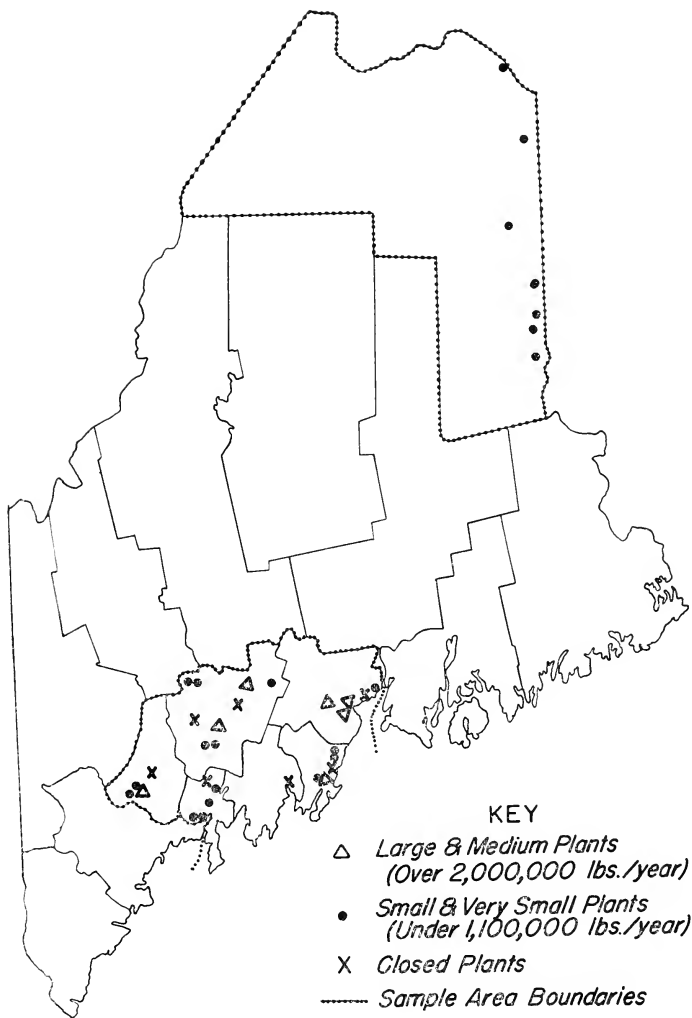 KEY
Large & Medium Plants
(Over 2,000,000 lbs./year)
Small & Very Small Plants
(Under 1,100,000 lbs./year)
X Closed Plants
Sample Area Boundaries